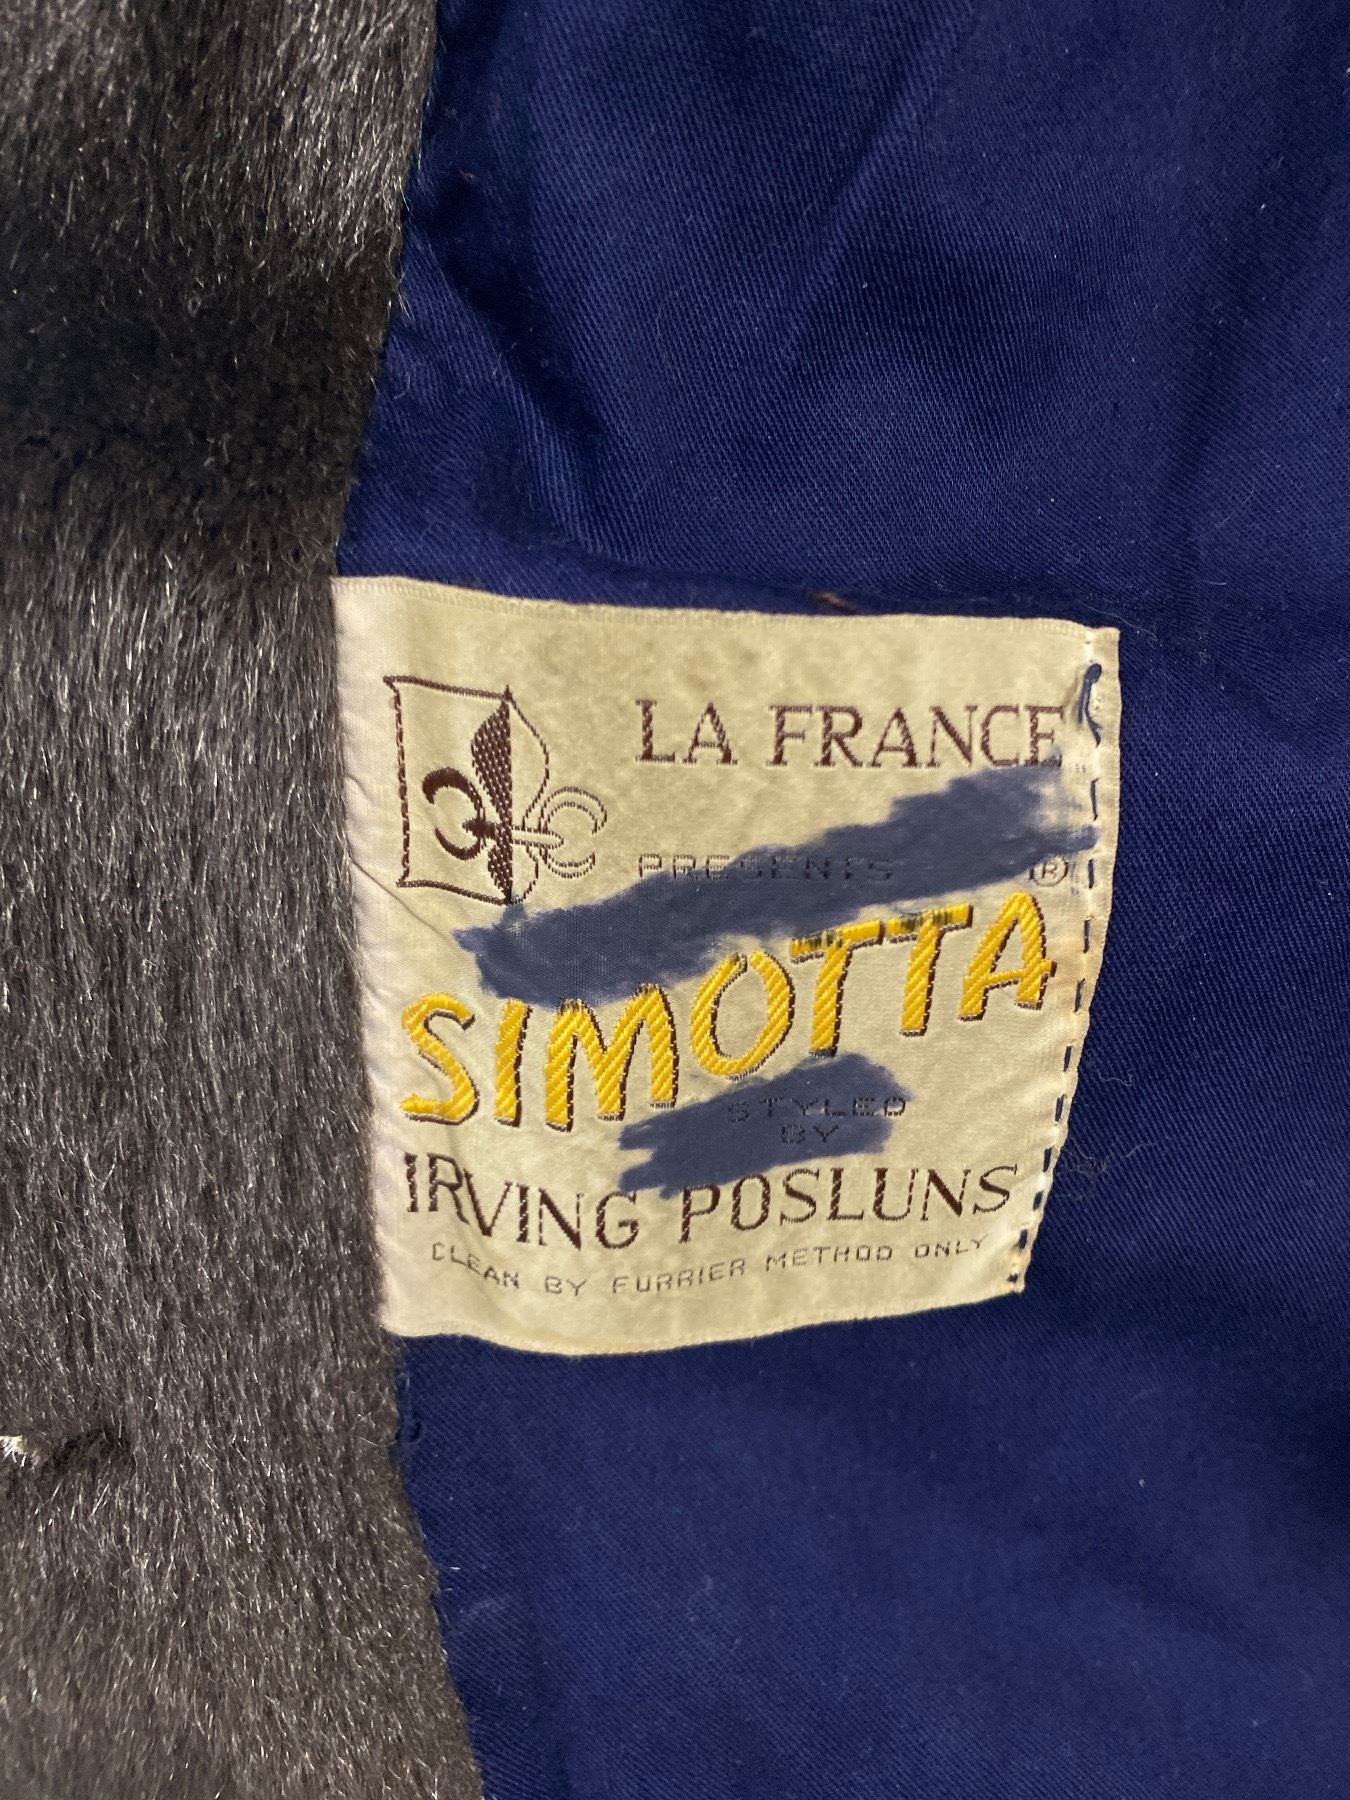 LA FRANCE
PRESENTS ®
SIMOTTA
STYLED
BY
IRVING POSLUNS
CLEAN BY FURRIER METHOD ONLY